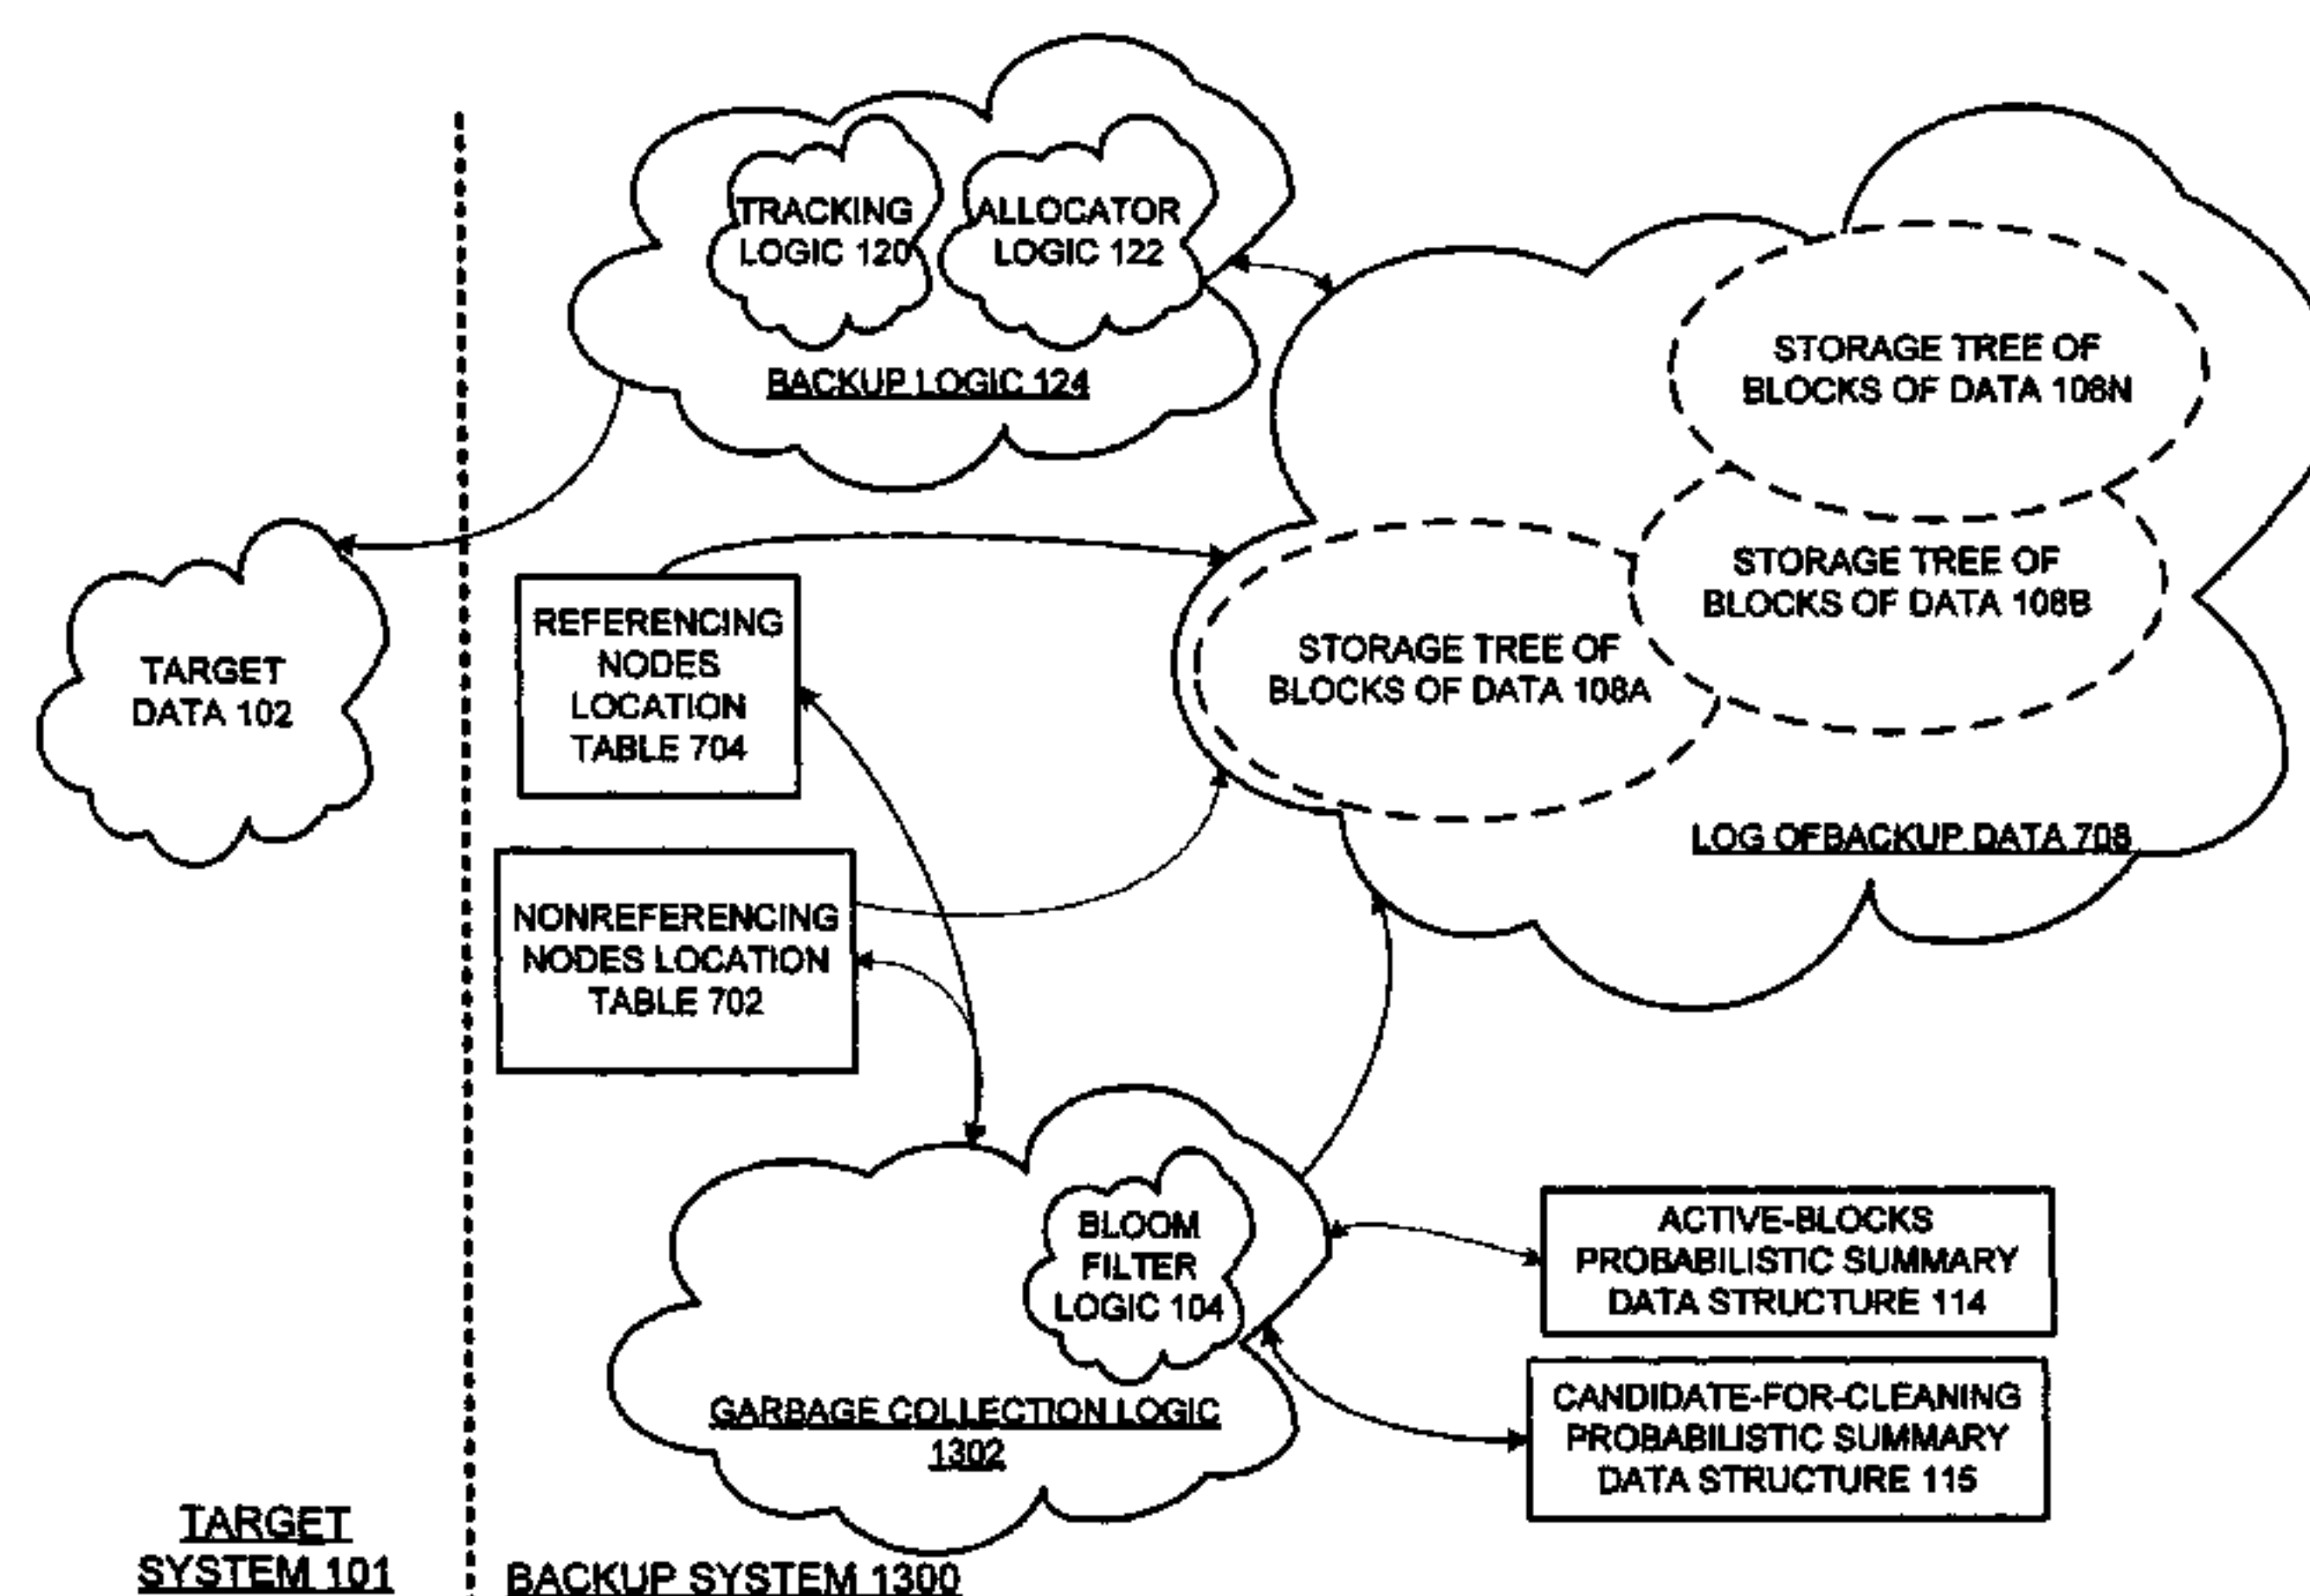 TRACKING
LOGIC 120
ALLOCATOR
LOGIC 122
BACKUP LOGIC 124
STORAGE TREE OF
BLOCKS OF DATA 108N
STORAGE TREE OF
BLOCKS OF DATA 108B
STORAGE TREE OF
BLOCKS OF DATA 108A
LOG OFBACKUP DATA 708
TARGET
DATA 102
REFERENCING
NODES
LOCATION
TABLE 704
NONREFERENCING
NODES LOCATION
TABLE 702
BLOOM
FILTER
LOGIC 104
GARBAGE COLLECTION LOGIC
1302
ACTIVE-BLOCKS
PROBABILISTIC SUMMARY
DATA STRUCTURE 114
CANDIDATE-FOR-CLEANING
PROBABILISTIC SUMMARY
DATA STRUCTURE 115
TARGET
SYSTEM 101
BACKUP SYSTEM 1300